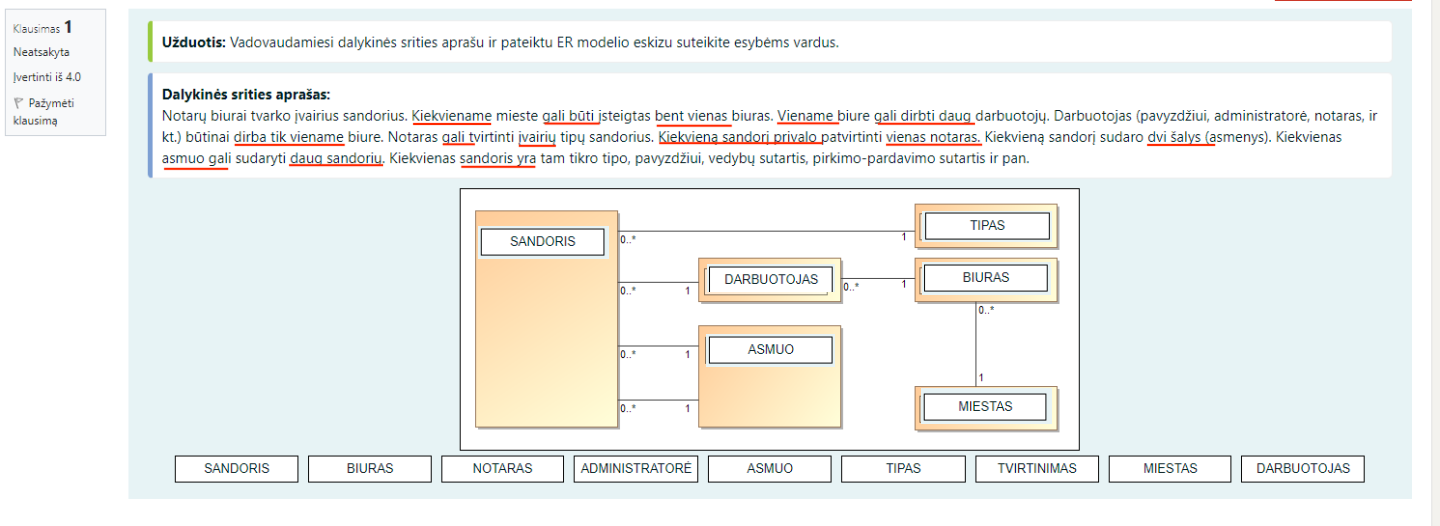 Klausimas 1
Neatsakyta
Įvertinti iš 4.0
Pažymėti
klausimą
Užduotis: Vadovaudamiesi dalykinės srities aprašu ir pateiktu ER modelio eskizu suteikite esybėms vardus.
Dalykinės srities aprašas:
Notarų biurai tvarko įvairius sandorius. Kiekviename mieste gali būti įsteigtas bent vienas biuras. Viename biure gali dirbti daug darbuotojų. Darbuotojas (pavyzdžiui, administratorė, notaras, ir
kt.) būtinai dirba tik viename biure. Notaras gali tvirtinti įvairių tipų sandorius. Kiekvieną sandorį privalo patvirtinti vienas notaras. Kiekvieną sandorį sudaro dvi šalys (asmenys). Kiekvienas
asmuo gali sudaryti daug sandorių. Kiekvienas sandoris yra tam tikro tipo, pavyzdžiui, vedybų sutartis, pirkimo-pardavimo sutartis ir pan.
TIPAS
SANDORIS
0..* 1
DARBUOTOJAS
BIURAS
0..* 1 0..* 1
0..*
ASMUO
0..* 1
1
MIESTAS
0..* 1
SANDORIS BIURAS NOTARAS ADMINISTRATORĖ ASMUO TIPAS TVIRTINIMAS MIESTAS DARBUOTOJAS